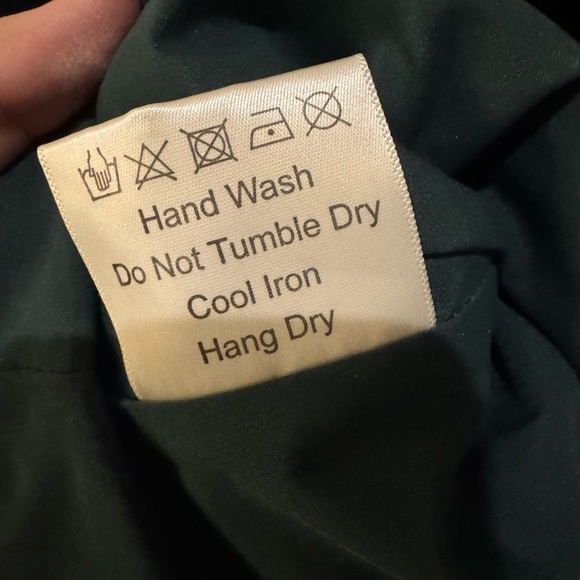 Hand Wash
Do Not Tumble Dry
Cool Iron
Hang Dry